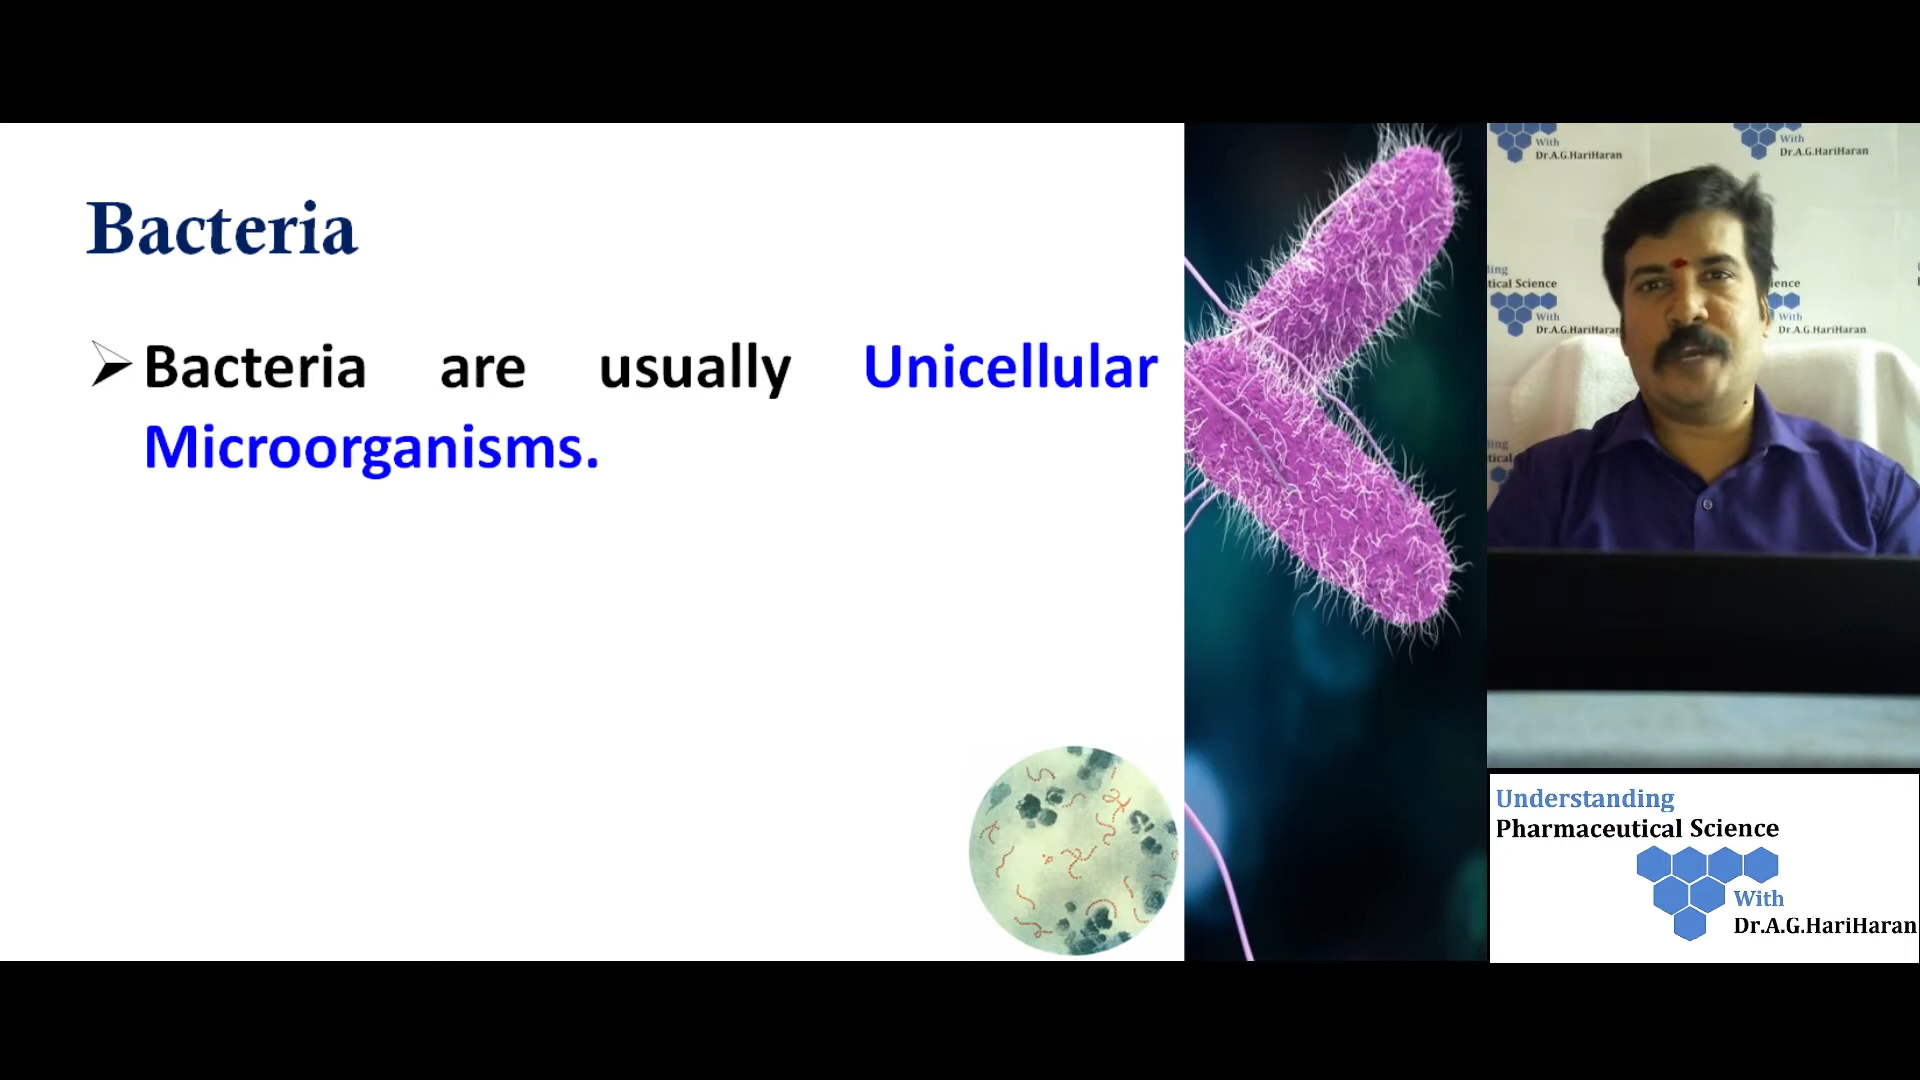 Bacteria
➢Bacteria are usually Unicellular
Microorganisms.
With
Dr.A.G.HariHaran
With
Dr.A.G.HariHaran
ience
tical Science
With
Dr.A.G.HariHaran
With
Dr.A.G.HariHaran
Understanding
Pharmaceutical Science
With
Dr.A.G.HariHaran